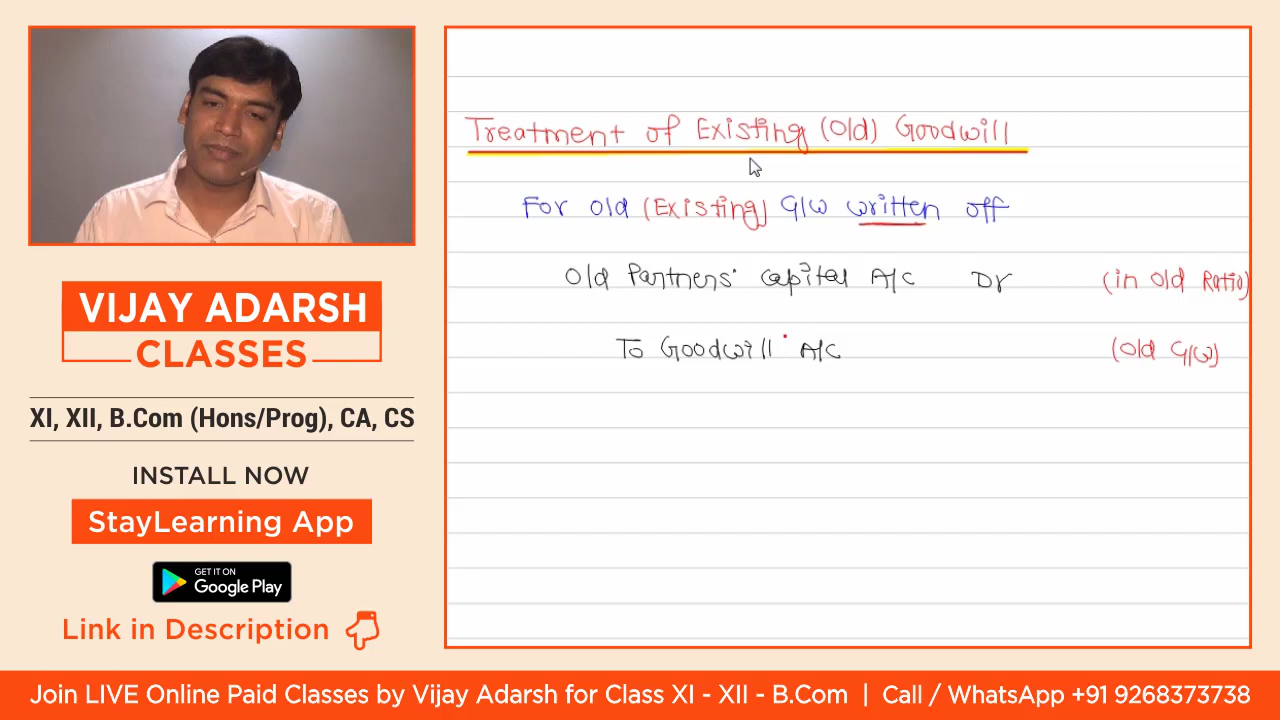 VIJAY ADARSH
CLASSES
XI, XII, B.Com (Hons/Prog), CA, CS
INSTALL NOW
StayLearning App
GET IT ON
Google Play
Link in Description
Treatment of Existing (Old) Goodwill
For Old (Existing) G/W written off
Old Partners' Capital A/C Dr (in Old Ratio)
To Goodwill A/C (Old G/W)
Join LIVE Online Paid Classes by Vijay Adarsh for Class XI - XII - B.Com | Call / WhatsApp +91 9268373738